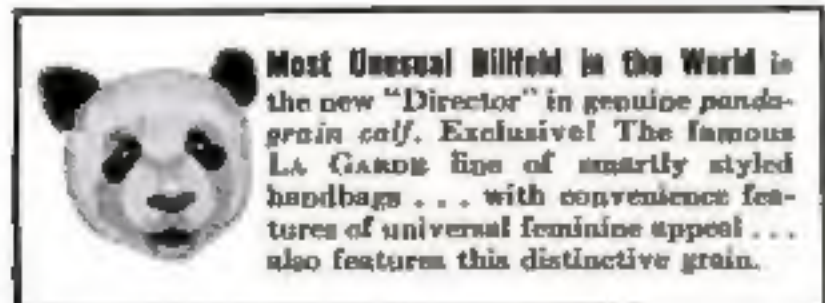 Most Unusual Billfold in the World is
the new "Director" in genuine panda-
grain calf. Exclusive! The famous
LA GARDE line of smartly styled
handbags . . . with convenience fea-
tures of universal feminine appeal . . .
also features this distinctive grain.